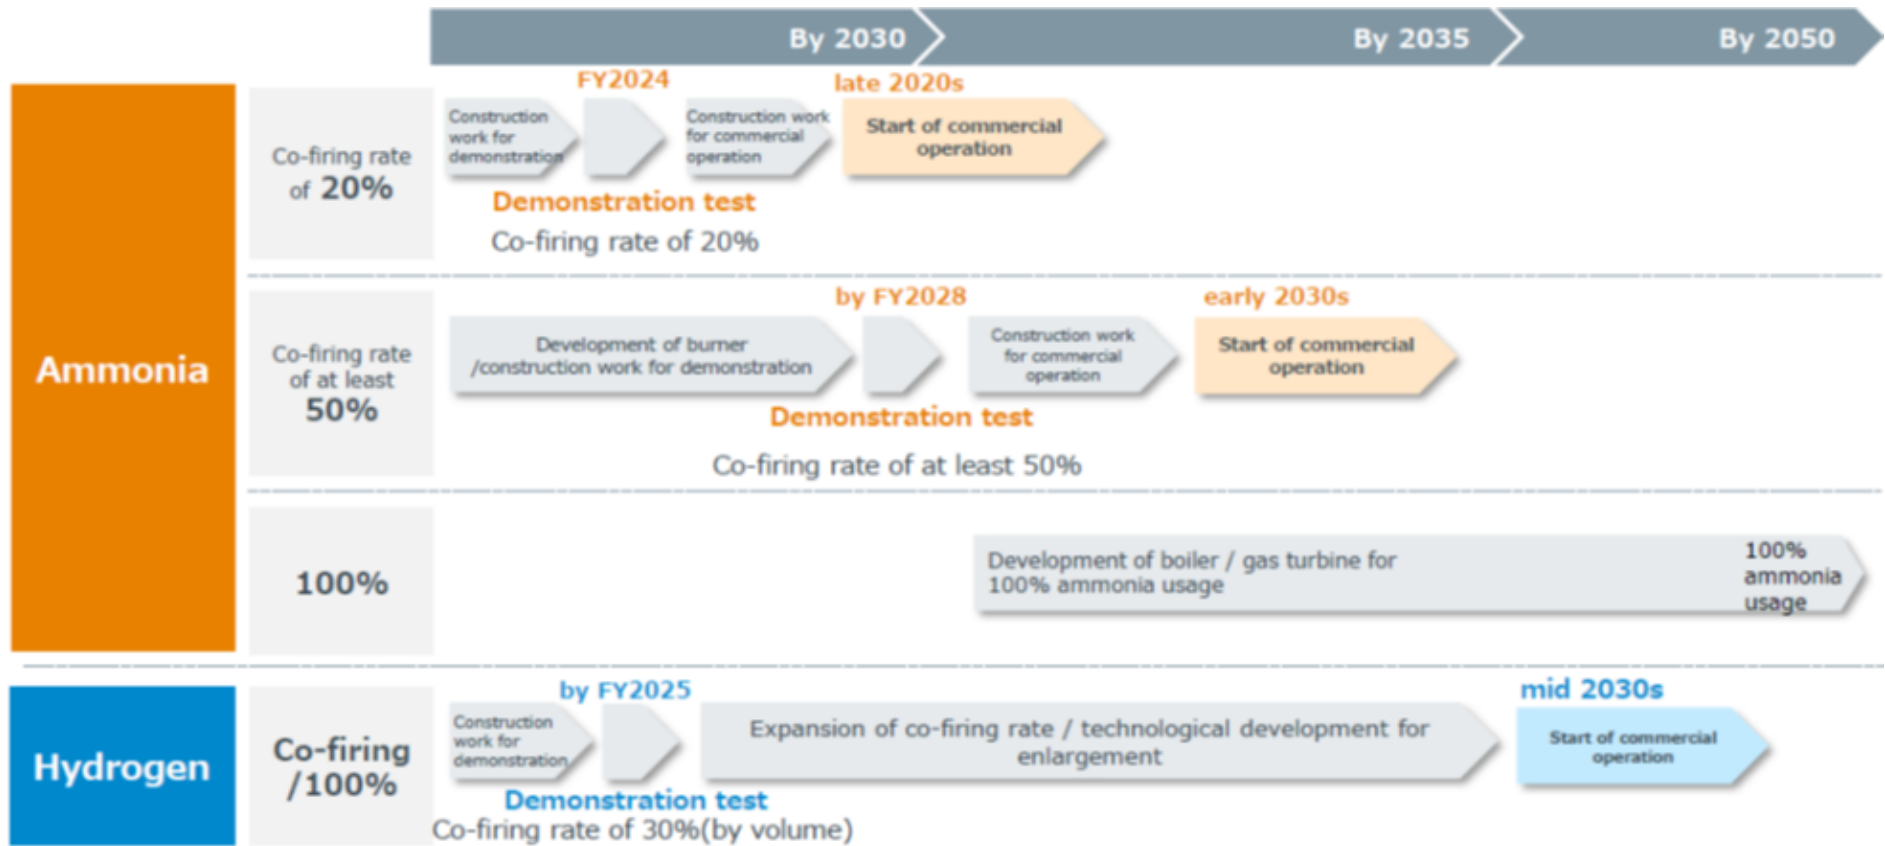 By 2030
By 2035
By 2050
Ammonia
Co-firing rate
of 20%
FY2024
late 2020s
Construction
work for
demonstration
Construction work
for commercial
operation
Start of commercial
operation
Demonstration test
Co-firing rate of 20%
Co-firing rate
of at least
50%
by FY2028
early 2030s
Development of burner
/construction work for demonstration
Construction work
for commercial
operation
Start of commercial
operation
Demonstration test
Co-firing rate of at least 50%
100%
Development of boiler / gas turbine for
100% ammonia usage
100%
ammonia
usage
Hydrogen
Co-firing
/100%
by FY2025
mid 2030s
Construction
work for
demonstration
Expansion of co-firing rate / technological development for
enlargement
Start of commercial
operation
Demonstration test
Co-firing rate of 30%(by volume)